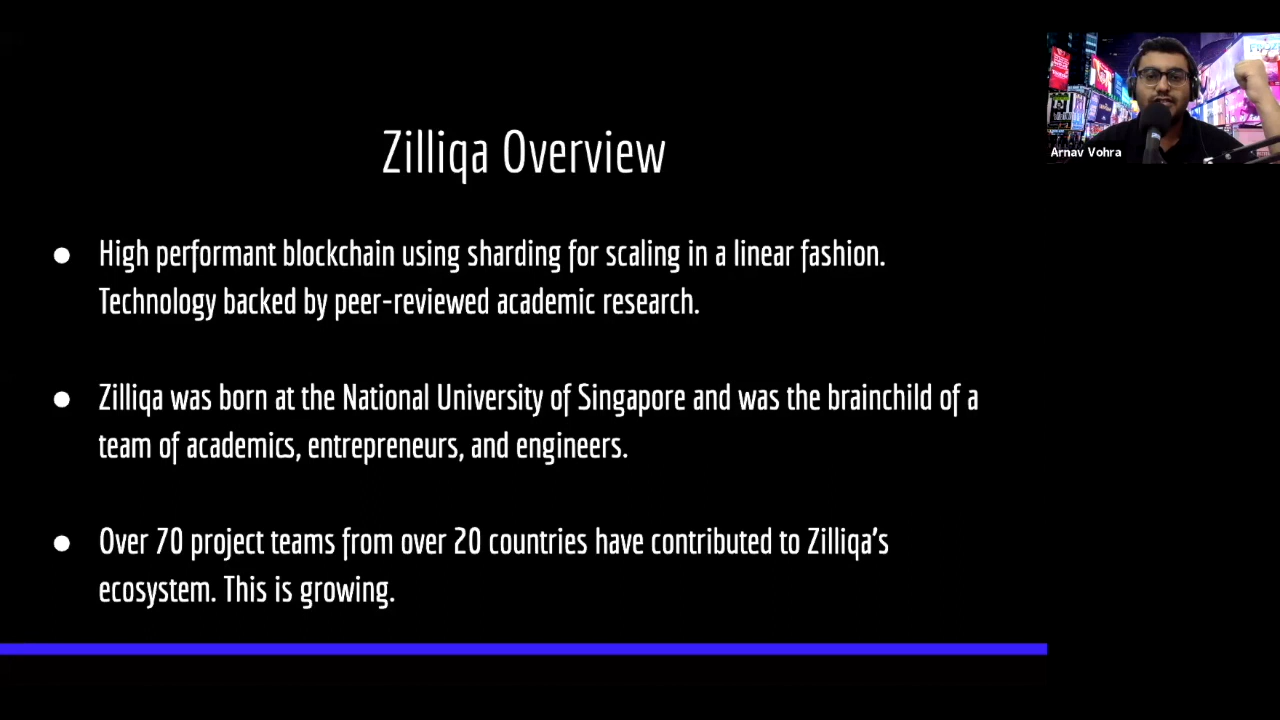 Zilliqa Overview
● High performant blockchain using sharding for scaling in a linear fashion.
Technology backed by peer-reviewed academic research.
● Zilliqa was born at the National University of Singapore and was the brainchild of a
team of academics, entrepreneurs, and engineers.
● Over 70 project teams from over 20 countries have contributed to Zilliqa's
ecosystem. This is growing.
Arnav Vohra